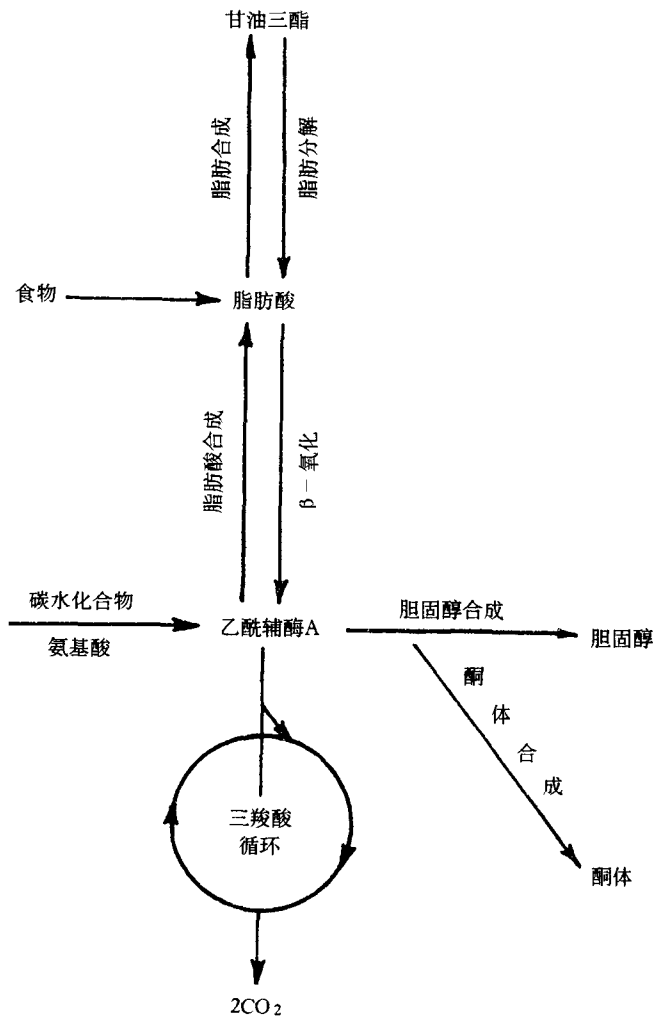 甘油三酯
脂肪合成
脂肪分解
食物
脂肪酸
脂肪酸合成
β-氧化
碳水化合物
氨基酸
乙酰辅酶A
胆固醇合成
胆固醇
酮体合成
三羧酸
循环
酮体
2CO₂